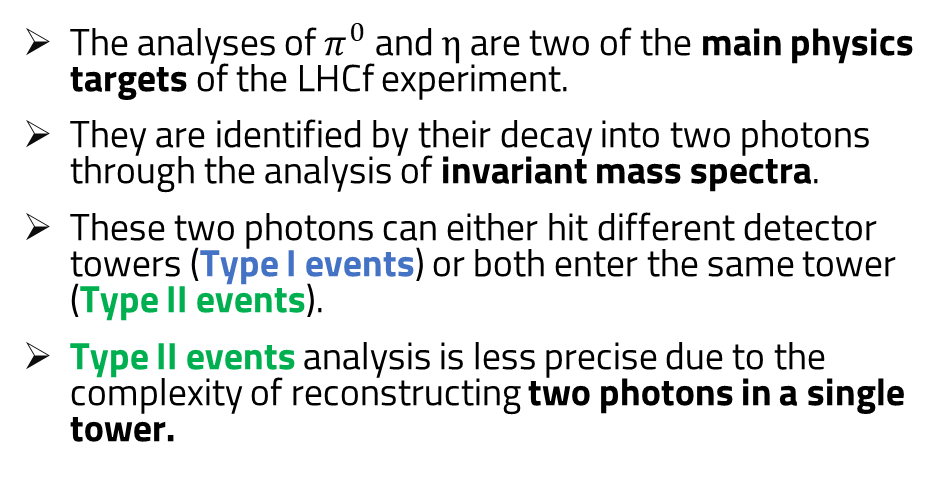 ➢ The analyses of π⁰ and η are two of the main physics
targets of the LHCf experiment.
➢ They are identified by their decay into two photons
through the analysis of invariant mass spectra.
➢ These two photons can either hit different detector
towers (Type I events) or both enter the same tower
(Type II events).
➢ Type II events analysis is less precise due to the
complexity of reconstructing two photons in a single
tower.